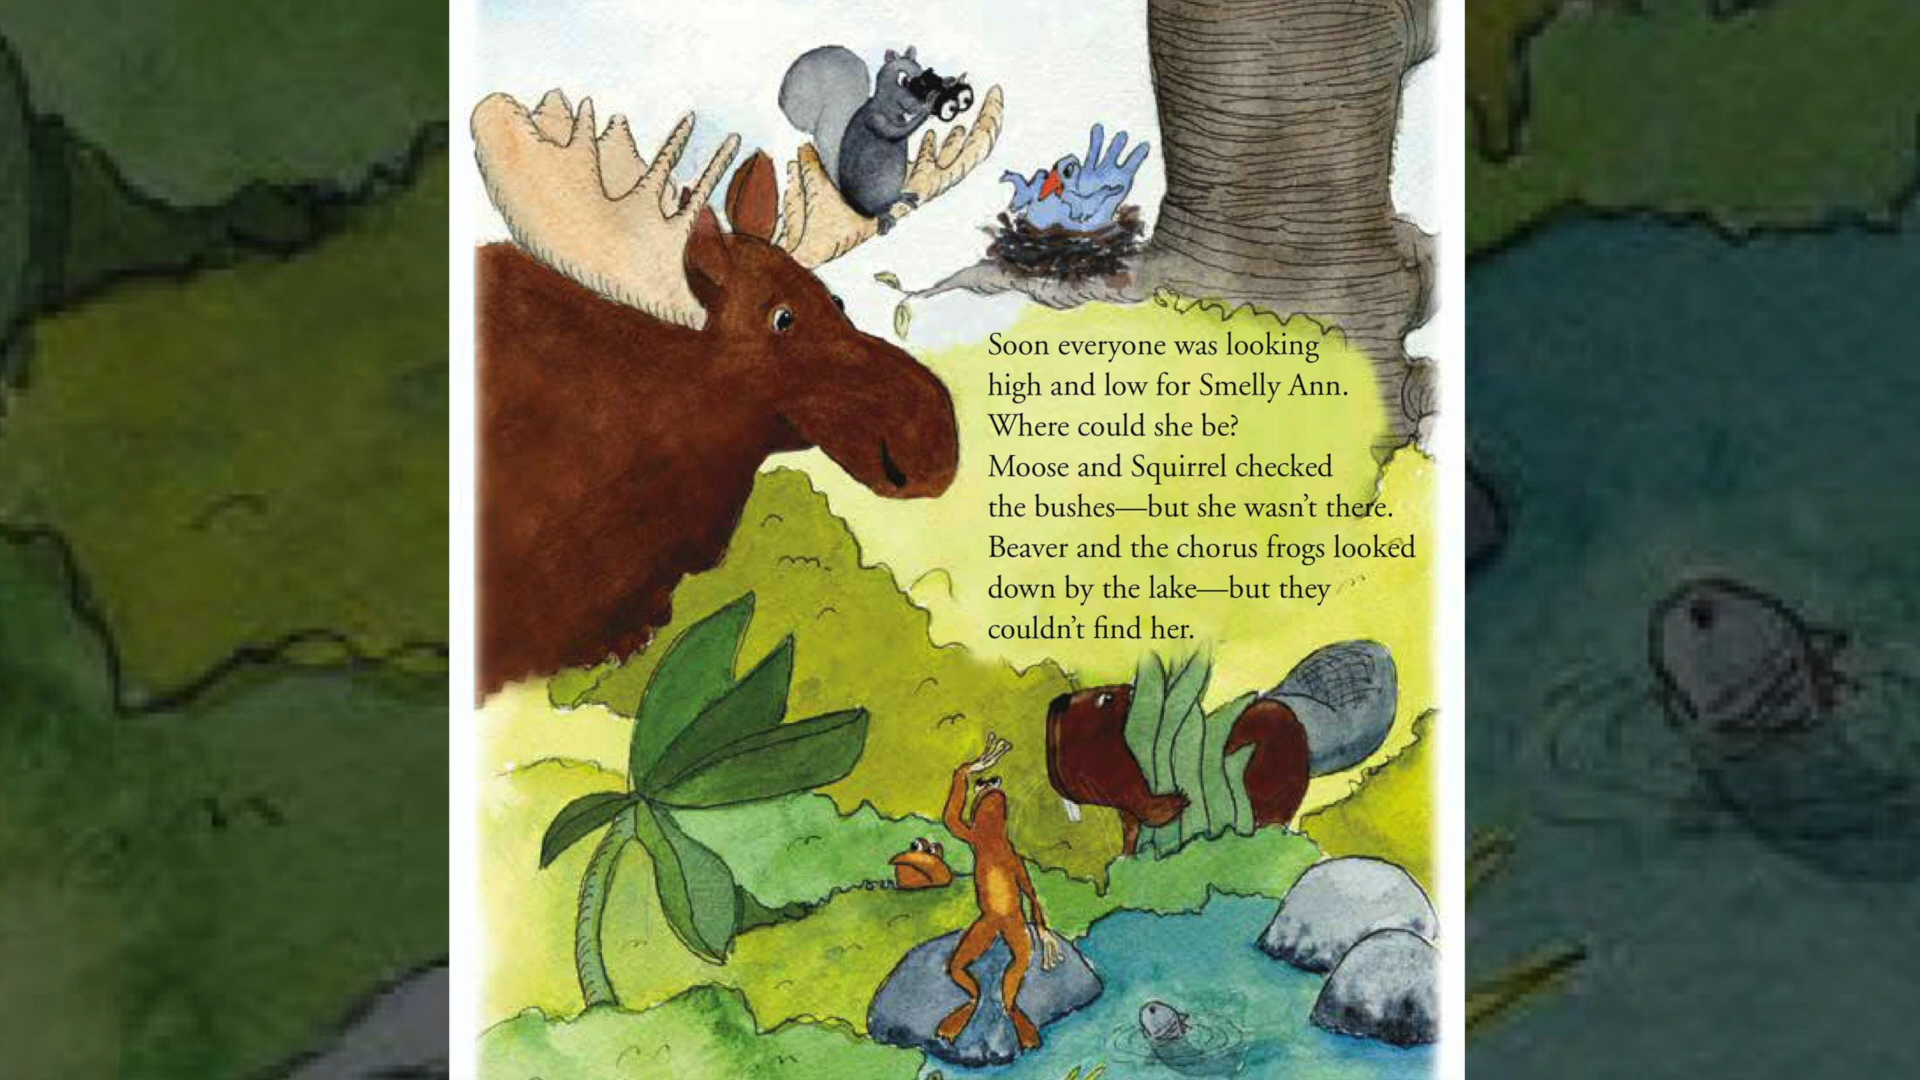 Soon everyone was looking
high and low for Smelly Ann.
Where could she be?
Moose and Squirrel checked
the bushes—but she wasn’t there.
Beaver and the chorus frogs looked
down by the lake—but they
couldn’t find her.